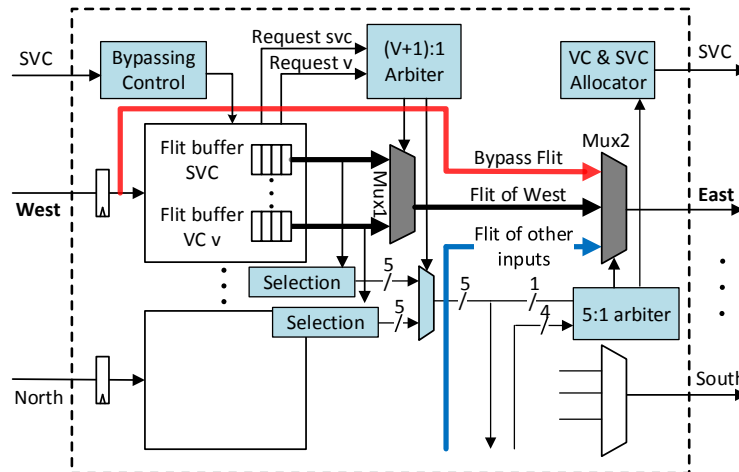 SVC
Bypassing
Control
Request svc
Request v
(V+1):1
Arbiter
VC & SVC
Allocator
SVC
Flit buffer
SVC
Mux1
Bypass Flit
Mux2
West
Flit buffer
VC v
Flit of West
East
Flit of other
inputs
Selection
5
5
1
Selection
5
4
5:1 arbiter
North
South